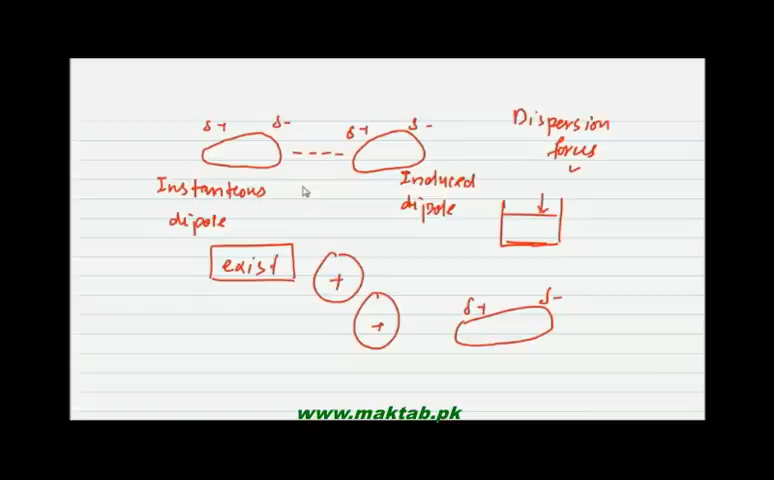 Dispersion
forces
δ+ δ- δ+ δ-
Instanteous
dipole
Induced
dipole
exist
+
+
δ+ δ-
www.maktab.pk